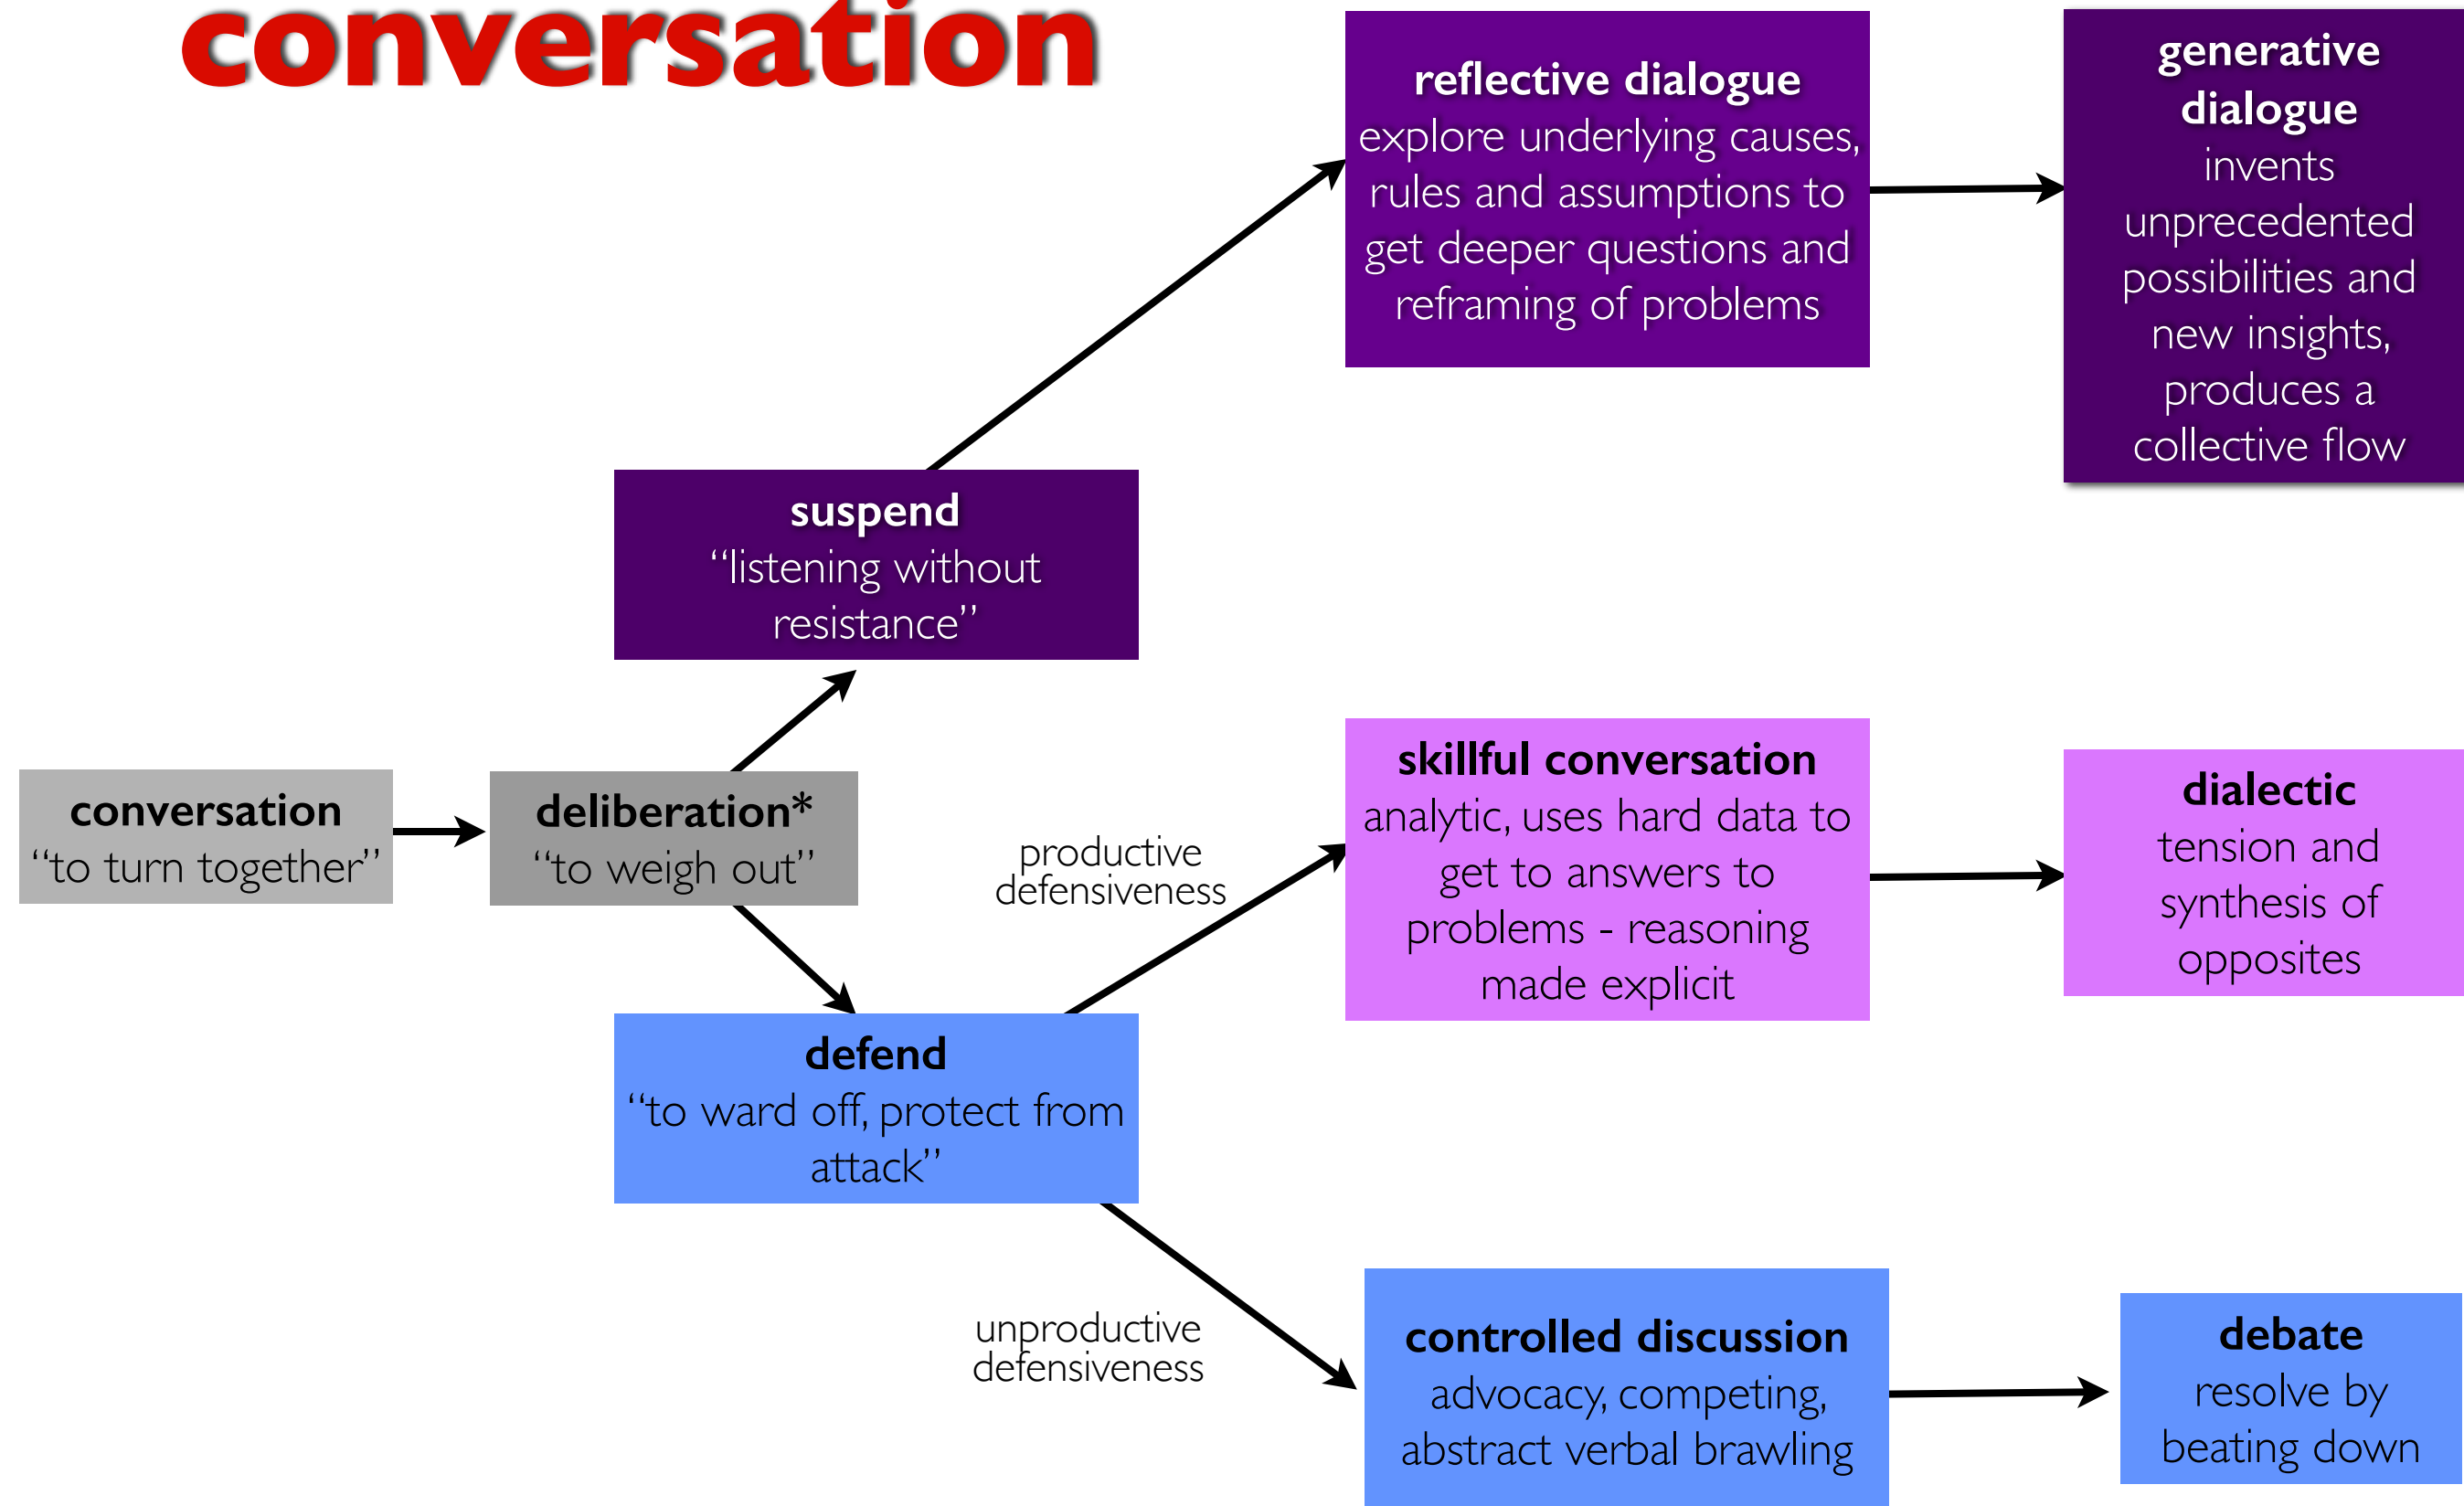 conversation
reflective dialogue
explore underlying causes,
rules and assumptions to
get deeper questions and
reframing of problems
generative
dialogue
invents
unprecedented
possibilities and
new insights,
produces a
collective flow
suspend
“listening without
resistance”
conversation
“to turn together”
deliberation*
“to weigh out”
productive
defensiveness
skillful conversation
analytic, uses hard data to
get to answers to
problems - reasoning
made explicit
dialectic
tension and
synthesis of
opposites
defend
“to ward off, protect from
attack”
unproductive
defensiveness
controlled discussion
advocacy, competing,
abstract verbal brawling
debate
resolve by
beating down